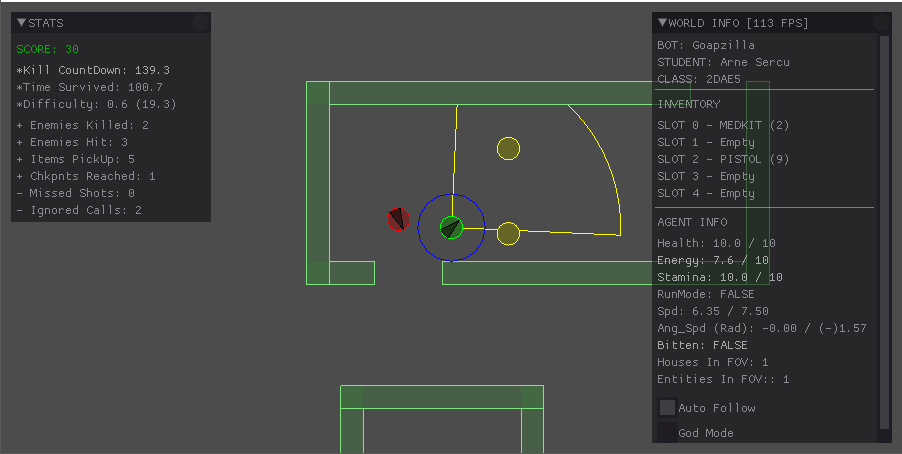 STATS
SCORE: 30
*Kill CountDown: 139.3
*Time Survived: 100.7
*Difficulty: 0.6 (19.3)
+ Enemies Killed: 2
+ Enemies Hit: 3
+ Items PickUp: 5
+ Chkpnts Reached: 1
- Missed Shots: 0
- Ignored Calls: 2
WORLD INFO [113 FPS]
BOT: Goapzilla
STUDENT: Arne Sercu
CLASS: 2DAE5
INVENTORY
SLOT 0 - MEDKIT (2)
SLOT 1 - Empty
SLOT 2 - PISTOL (9)
SLOT 3 - Empty
SLOT 4 - Empty
AGENT INFO
Health: 10.0 / 10
Energy: 7.6 / 10
Stamina: 10.0 / 10
RunMode: FALSE
Spd: 6.35 / 7.50
Ang_Spd (Rad): -0.00 / (-)1.57
Bitten: FALSE
Houses In FOV: 1
Entities In FOV:: 1
Auto Follow
God Mode